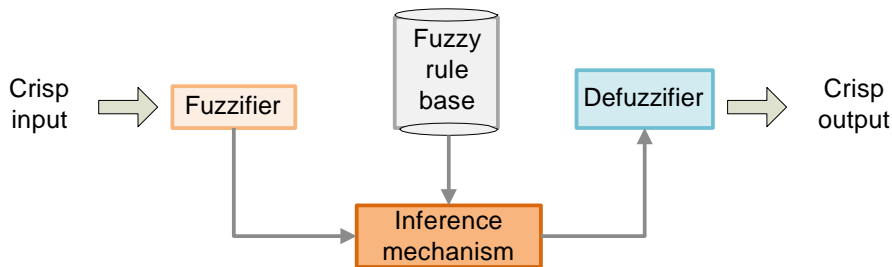 Crisp
input
Fuzzifier
Fuzzy
rule
base
Defuzzifier
Crisp
output
Inference
mechanism